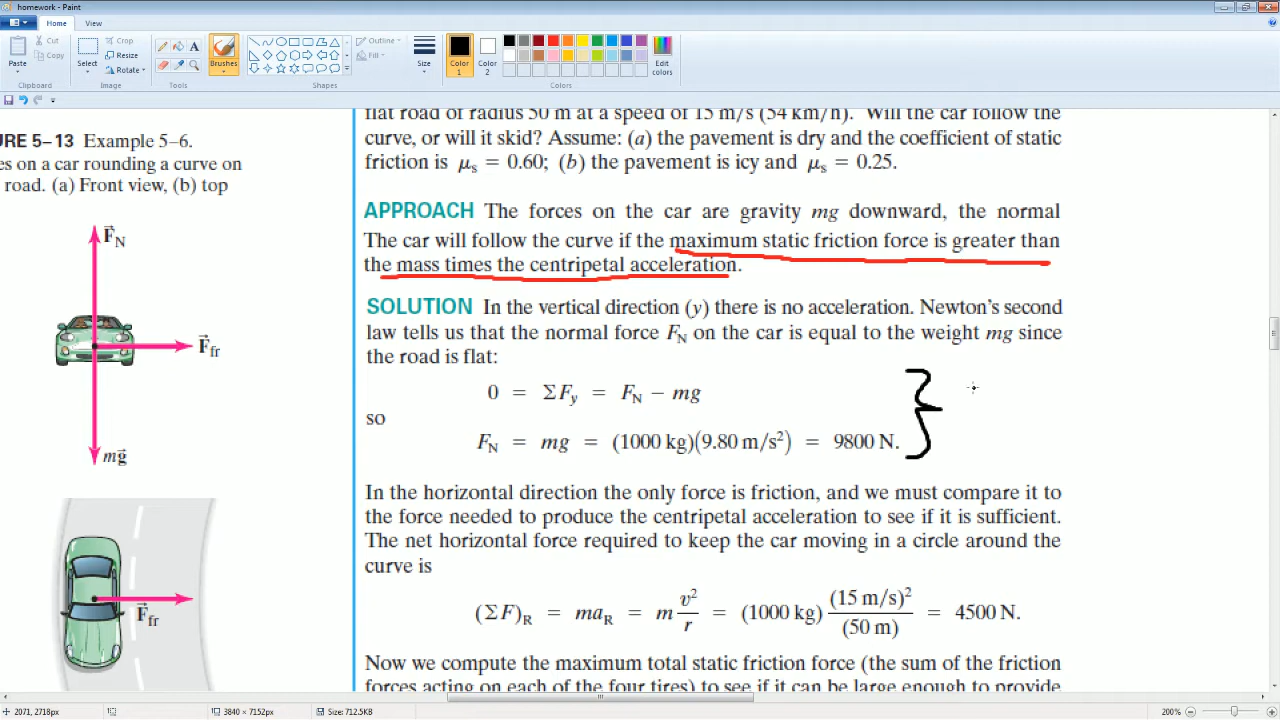 homework - Paint
Home
View
Cut
Copy
Paste
Clipboard
Crop
Resize
Rotate
Select
Image
Tools
Brushes
Outline
Fill
Shapes
Size
Color 1
Color 2
Edit colors
Colors
flat road of radius 50 m at a speed of 15 m/s (54 km/h). Will the car follow the
curve, or will it skid? Assume: (a) the pavement is dry and the coefficient of static
friction is μs = 0.60; (b) the pavement is icy and μs = 0.25.
URE 5–13 Example 5–6.
es on a car rounding a curve on
road. (a) Front view, (b) top
APPROACH The forces on the car are gravity mg downward, the normal
The car will follow the curve if the maximum static friction force is greater than
the mass times the centripetal acceleration.
SOLUTION In the vertical direction (y) there is no acceleration. Newton's second
law tells us that the normal force FN on the car is equal to the weight mg since
the road is flat:
0 = ΣFy = FN − mg
so
FN = mg = (1000 kg)(9.80 m/s²) = 9800 N.
In the horizontal direction the only force is friction, and we must compare it to
the force needed to produce the centripetal acceleration to see if it is sufficient.
The net horizontal force required to keep the car moving in a circle around the
curve is
(ΣF)R = maR = m v²/r = (1000 kg) (15 m/s)²/(50 m) = 4500 N.
Now we compute the maximum total static friction force (the sum of the friction
forces acting on each of the four tires) to see if it can be large enough to provide
F⃗N
F⃗fr
mg⃗
F⃗fr
2071, 2718px
3840 × 7152px
Size: 712.5KB
200%